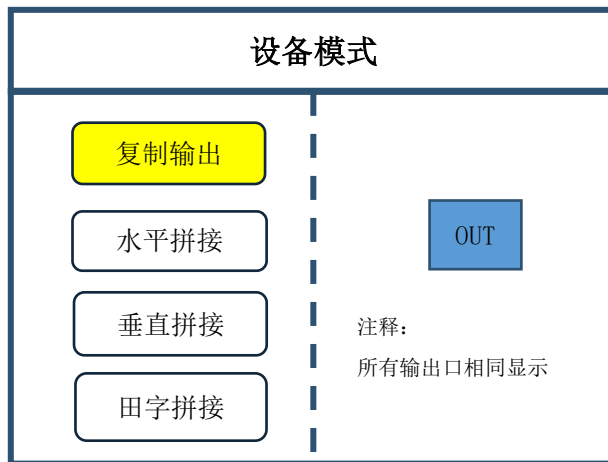 设备模式
复制输出
水平拼接
垂直拼接
田字拼接
OUT
注释：
所有输出口相同显示